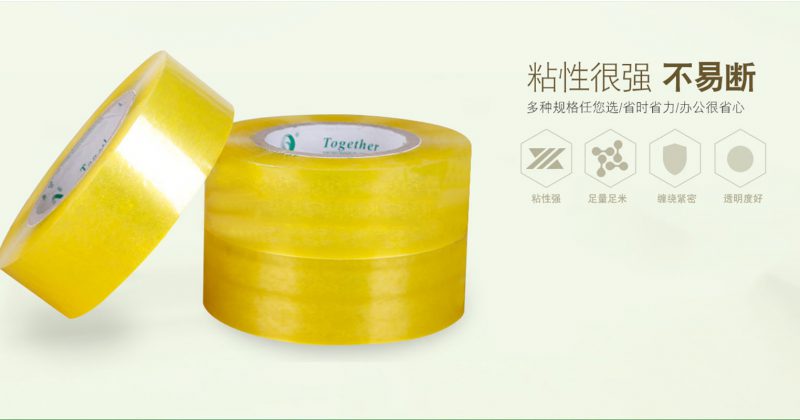 粘性很强 不易断
多种规格任您选/省时省力/办公很省心
粘性强
足量足米
缠绕紧密
透明度好
Together